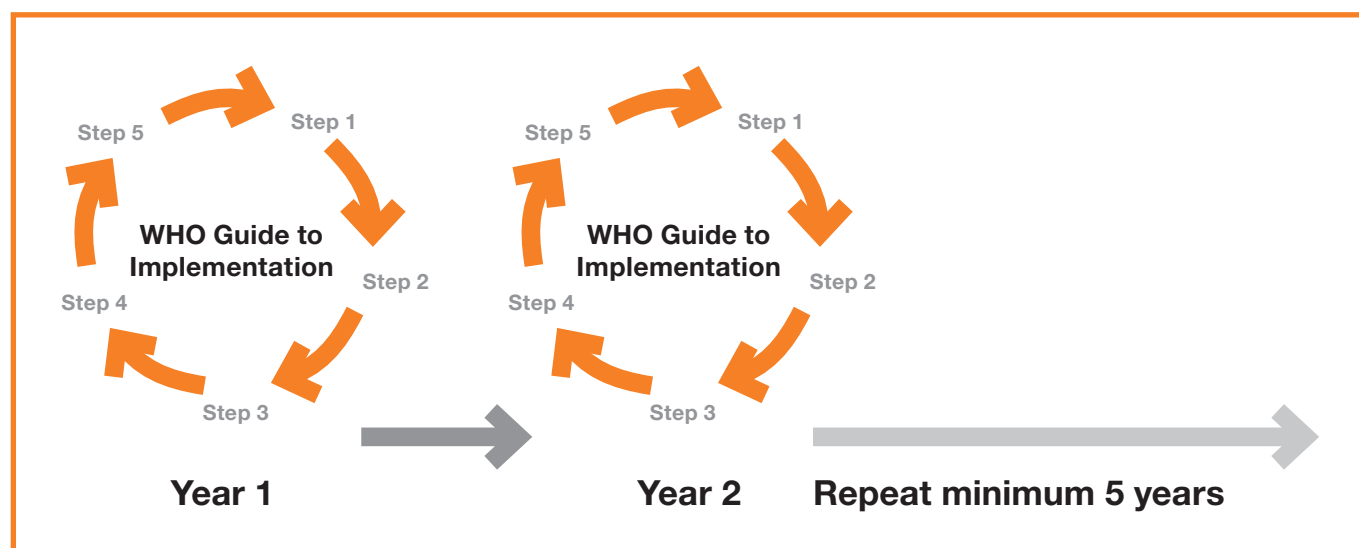 Step 1
Step 2
Step 3
Step 4
Step 5
WHO Guide to
Implementation
Year 1
Step 1
Step 2
Step 3
Step 4
Step 5
WHO Guide to
Implementation
Year 2
Repeat minimum 5 years